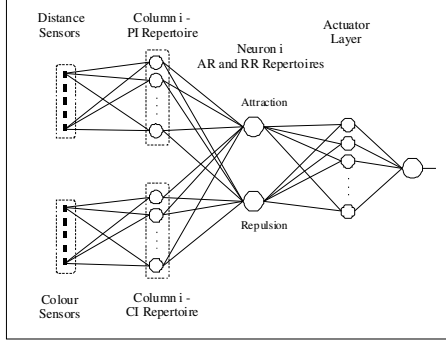 Distance
Sensors
Column i -
PI Repertoire
Neuron i
AR and RR Repertoires
Actuator
Layer
Attraction
Repulsion
Colour
Sensors
Column i -
CI Repertoire